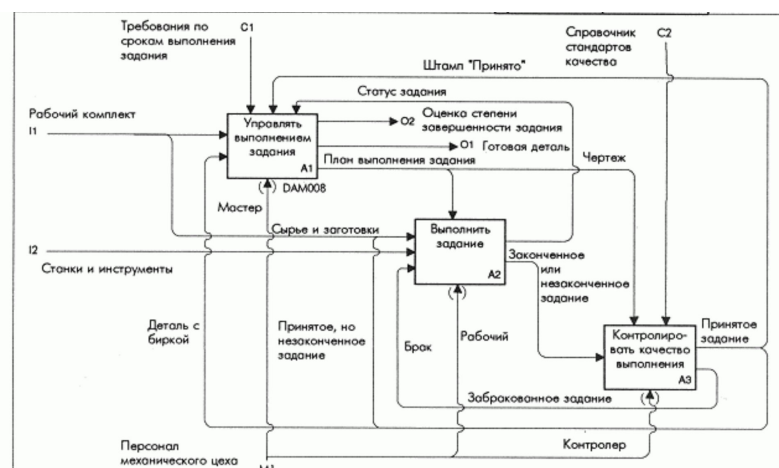 Требования по
срокам выполнения
задания
C1
Справочник
стандартов
качества
C2
Штамп "Принято"
Статус задания
Рабочий комплект
I1
Управлять
выполнением
задания
A1
O2
Оценка степени
завершенности задания
O1
Готовая деталь
План выполнения задания
Чертеж
DAM008
Мастер
Сырье и заготовки
Выполнить
задание
A2
I2
Станки и инструменты
Законченное
или
незаконченное
задание
Деталь с
биркой
Принятое, но
незаконченное
задание
Брак
Рабочий
Контролиро-
вать качество
выполнения
A3
Принятое
задание
Забракованное задание
Персонал
механического цеха
Контролер